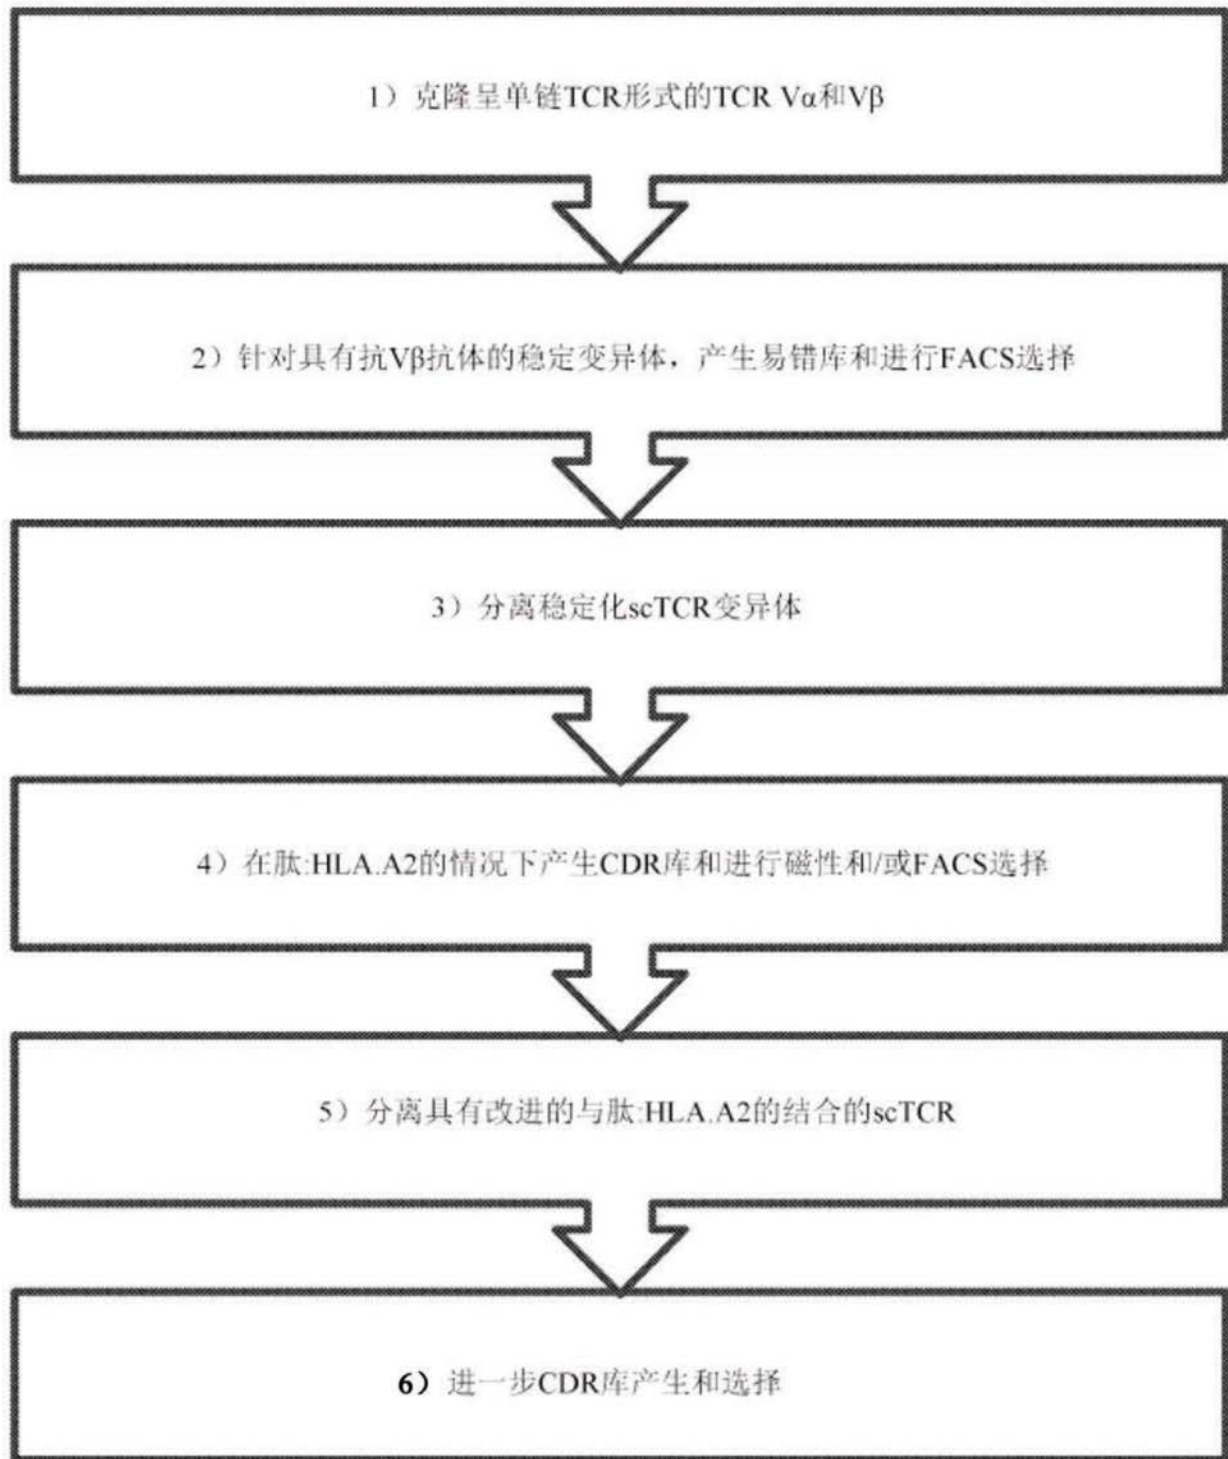 1）克隆呈单链TCR形式的TCR Vα和Vβ
2）针对具有抗Vβ抗体的稳定变异体，产生易错库和进行FACS选择
3）分离稳定化scTCR变异体
4）在肽:HLA.A2的情况下产生CDR库和进行磁性和/或FACS选择
5）分离具有改进的与肽:HLA.A2的结合的scTCR
6）进一步CDR库产生和选择